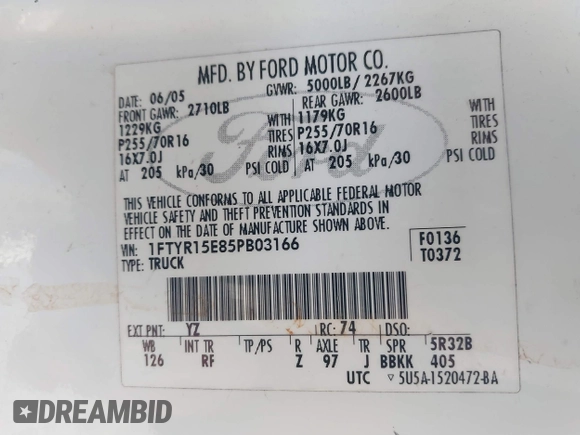 MFD. BY FORD MOTOR CO.
DATE 06/05 GVWR: 5000LB/ 2267KG
FRONT GAWR: 2710LB REAR GAWR: 2600LB
1229KG WITH 1179KG WITH
P255/70R16 TIRES P255/70R16 TIRES
16X7.0J RIMS 16X7.0J RIMS
AT 205 kPa/30 PSI COLD AT 205 kPa/30 PSI COLD
Ford
THIS VEHICLE CONFORMS TO ALL APPLICABLE FEDERAL MOTOR
VEHICLE SAFETY AND THEFT PREVENTION STANDARDS IN
EFFECT ON THE DATE OF MANUFACTURE SHOWN ABOVE.
VIN: 1FTYR15E85PB03166 F0136
TYPE: TRUCK T0372
EXT PNT: YZ RC: 74 DSO:
WB INT TR TP/PS R AXLE TR SPR 5R32B
126 RF Z 97 J BBKK 405
UTC ▽5U5A-1520472-BA
DREAMBID